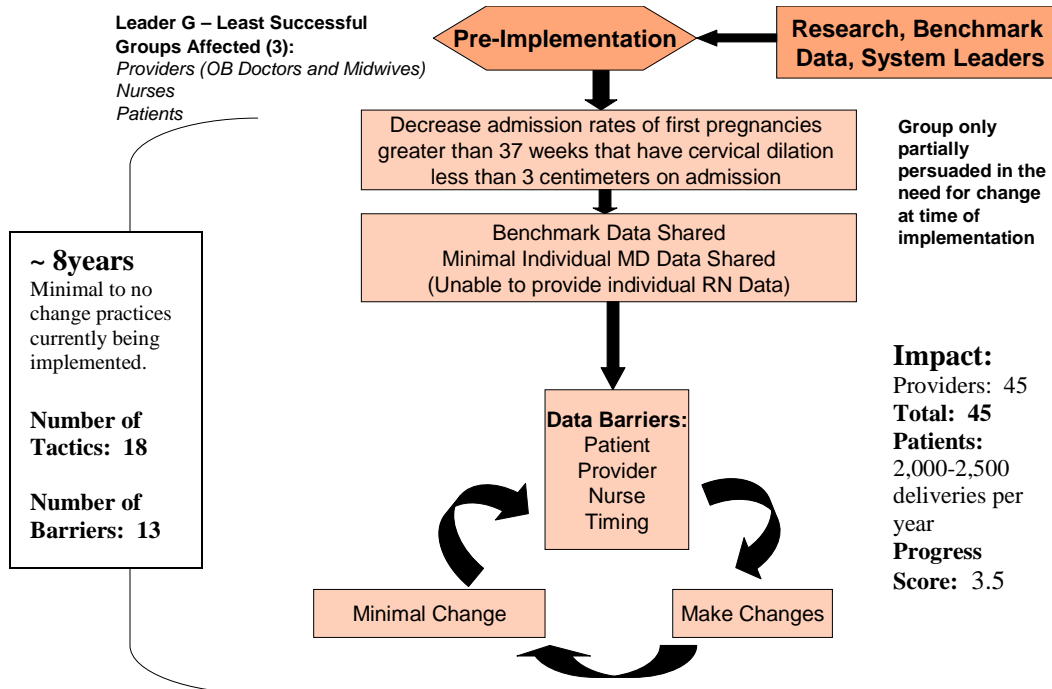 Leader G – Least Successful
Groups Affected (3):
Providers (OB Doctors and Midwives)
Nurses
Patients
Pre-Implementation
Research, Benchmark
Data, System Leaders
Decrease admission rates of first pregnancies
greater than 37 weeks that have cervical dilation
less than 3 centimeters on admission
Group only
partially
persuaded in the
need for change
at time of
implementation
Benchmark Data Shared
Minimal Individual MD Data Shared
(Unable to provide individual RN Data)
~ 8years
Minimal to no
change practices
currently being
implemented.
Number of
Tactics: 18
Number of
Barriers: 13
Impact:
Providers: 45
Total: 45
Patients:
2,000-2,500
deliveries per
year
Progress
Score: 3.5
Data Barriers:
Patient
Provider
Nurse
Timing
Minimal Change
Make Changes